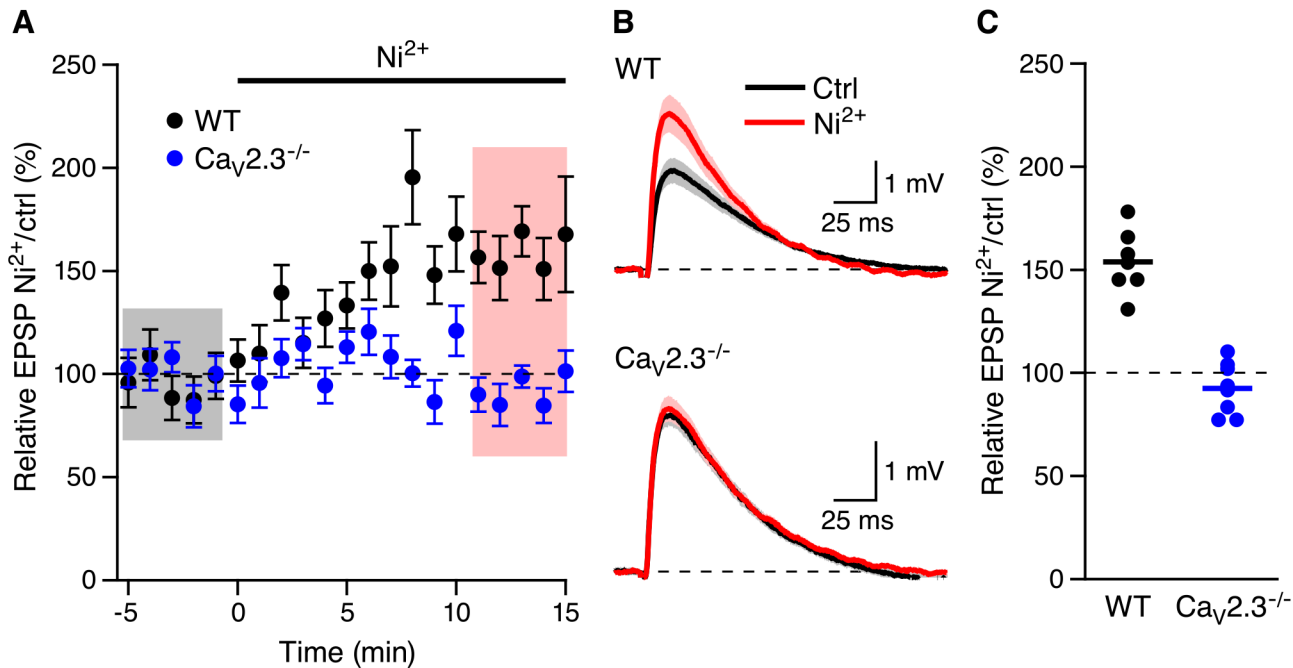 A
Relative EPSP Ni²⁺/ctrl (%)
250
200
150
100
50
0
Ni²⁺
WT
Caᵥ2.3⁻/⁻
-5
0
5
10
15
Time (min)
B
WT
Ctrl
Ni²⁺
1 mV
25 ms
Caᵥ2.3⁻/⁻
1 mV
25 ms
C
Relative EPSP Ni²⁺/ctrl (%)
250
200
150
100
50
0
WT
Caᵥ2.3⁻/⁻